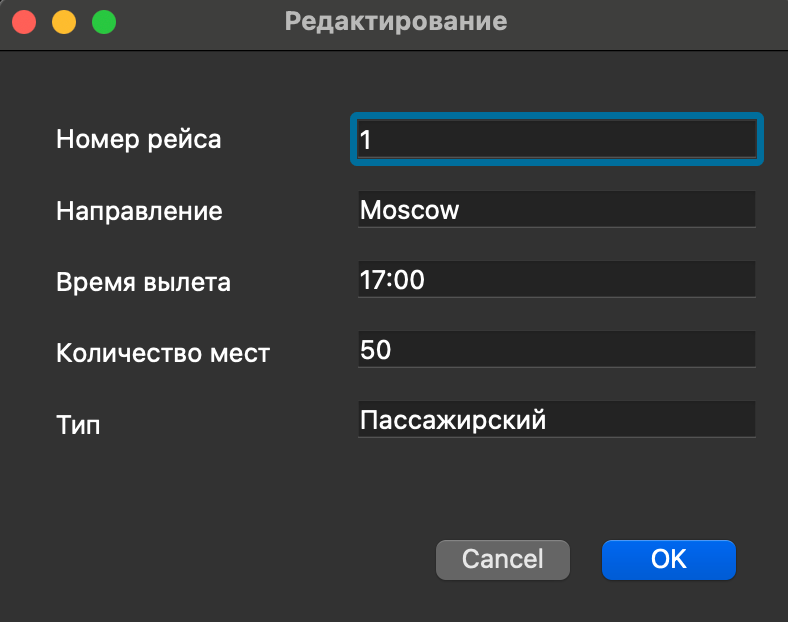 Редактирование
Номер рейса 1
Направление Moscow
Время вылета 17:00
Количество мест 50
Тип Пассажирский
Cancel OK